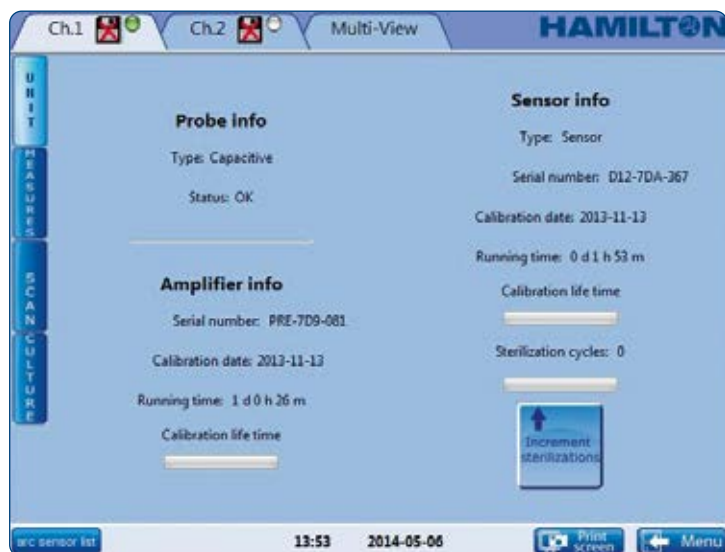 Ch.1
Ch.2
Multi-View
HAMILTON
UNIT
MEASURES
SCAN
CULTURE
Probe info
Type: Capacitive
Status: OK
Amplifier info
Serial number: PRE-7D9-081
Calibration date: 2013-11-13
Running time: 1 d 0 h 26 m
Calibration life time
Sensor info
Type: Sensor
Serial number: D12-7DA-367
Calibration date: 2013-11-13
Running time: 0 d 1 h 53 m
Calibration life time
Sterilization cycles: 0
Increment
sterilizations
arc sensor list
13:53
2014-05-06
Print
screen
Menu